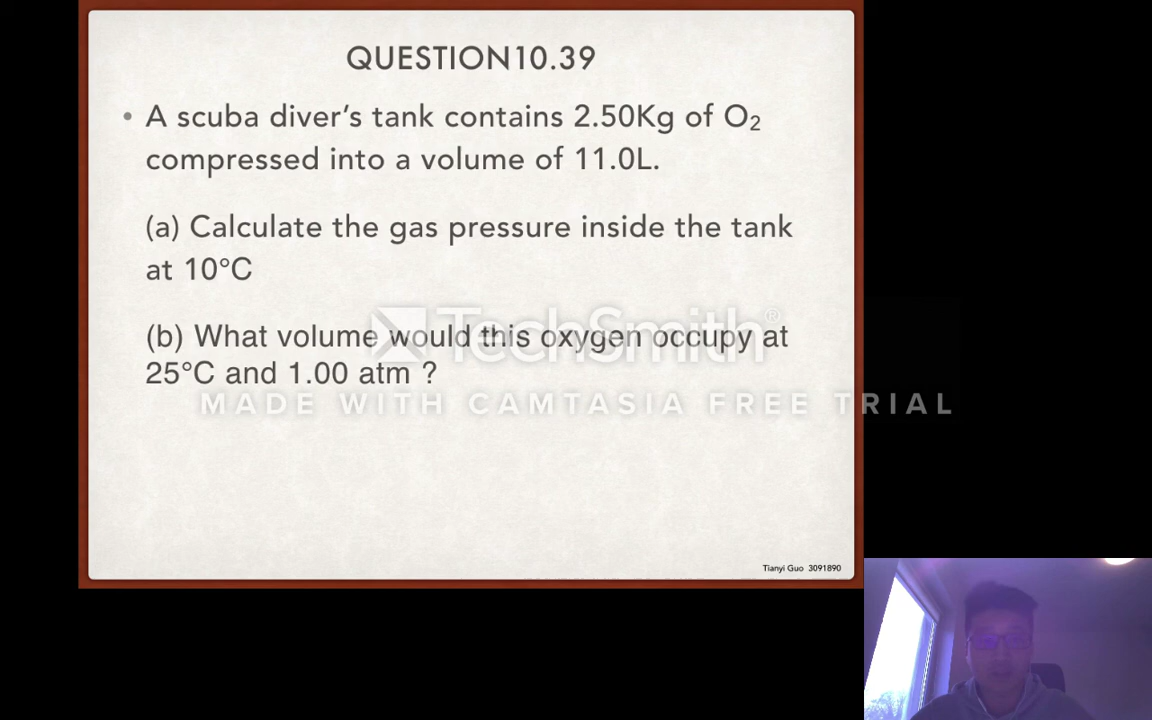 QUESTION10.39
• A scuba diver’s tank contains 2.50Kg of O₂
compressed into a volume of 11.0L.
(a) Calculate the gas pressure inside the tank
at 10°C
(b) What volume would this oxygen occupy at
25°C and 1.00 atm ?
TechSmith®
MADE WITH CAMTASIA FREE TRIAL
Tianyi Guo 3091890